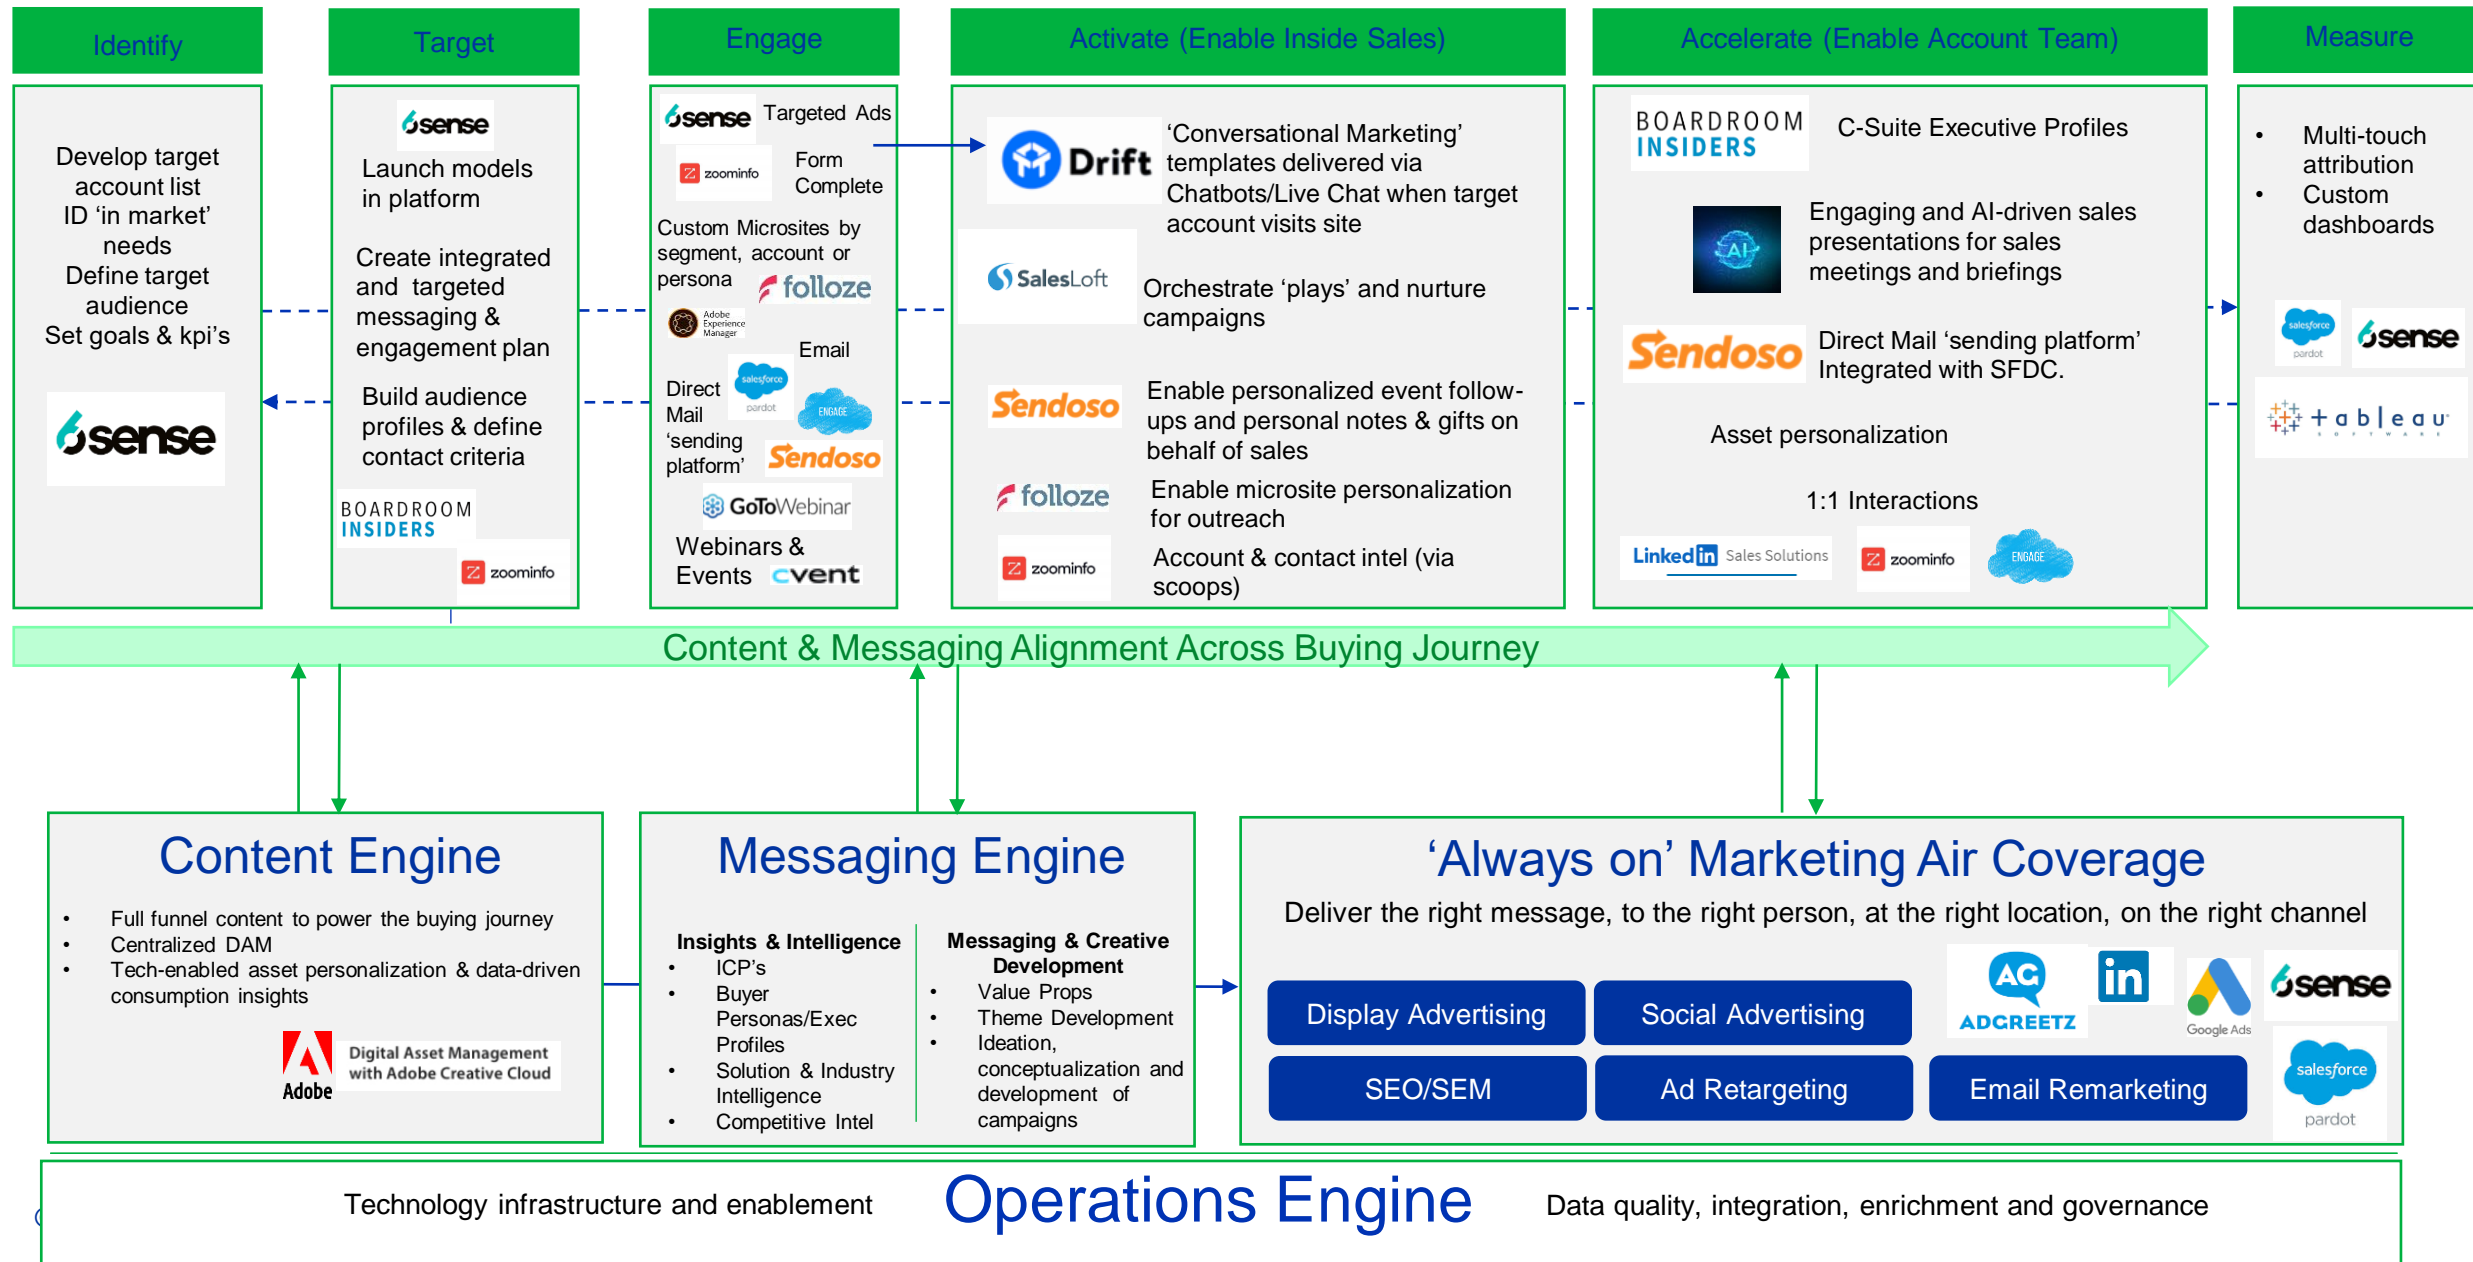 Identify
Target
Engage
Activate (Enable Inside Sales)
Accelerate (Enable Account Team)
Measure
Develop target
account list
ID ‘in market’
needs
Define target
audience
Set goals & kpi’s
6sense
6sense
Launch models
in platform
Create integrated
and targeted
messaging &
engagement plan
Build audience
profiles & define
contact criteria
BOARDROOM
INSIDERS
Z zoominfo
6sense
Targeted Ads
Z zoominfo
Form
Complete
Custom Microsites by
segment, account or
persona
folloze
Adobe
Experience
Manager
Email
salesforce
pardot
ENGAGE
Direct
Mail
‘sending
platform’
Sendoso
GoToWebinar
Webinars &
Events
cvent
Drift
‘Conversational Marketing’
templates delivered via
Chatbots/Live Chat when target
account visits site
SalesLoft
Orchestrate ‘plays’ and nurture
campaigns
Sendoso
Enable personalized event follow-
ups and personal notes & gifts on
behalf of sales
folloze
Enable microsite personalization
for outreach
Z zoominfo
Account & contact intel (via
scoops)
BOARDROOM
INSIDERS
C-Suite Executive Profiles
AI
Engaging and AI-driven sales
presentations for sales
meetings and briefings
Sendoso
Direct Mail ‘sending platform’
Integrated with SFDC.
Asset personalization
1:1 Interactions
Linked in Sales Solutions
Z zoominfo
ENGAGE
• Multi-touch
attribution
• Custom
dashboards
salesforce
pardot
6sense
+ableau
SOFTWARE
Content & Messaging Alignment Across Buying Journey
Content Engine
• Full funnel content to power the buying journey
• Centralized DAM
• Tech-enabled asset personalization & data-driven
consumption insights
Adobe
Digital Asset Management
with Adobe Creative Cloud
Messaging Engine
Insights & Intelligence
• ICP’s
• Buyer
Personas/Exec
Profiles
• Solution & Industry
Intelligence
• Competitive Intel
Messaging & Creative
Development
• Value Props
• Theme Development
• Ideation,
conceptualization and
development of
campaigns
‘Always on’ Marketing Air Coverage
Deliver the right message, to the right person, at the right location, on the right channel
Display Advertising
Social Advertising
SEO/SEM
Ad Retargeting
Email Remarketing
AG
ADGREETZ
in
Google Ads
6sense
salesforce
pardot
Technology infrastructure and enablement
Operations Engine
Data quality, integration, enrichment and governance